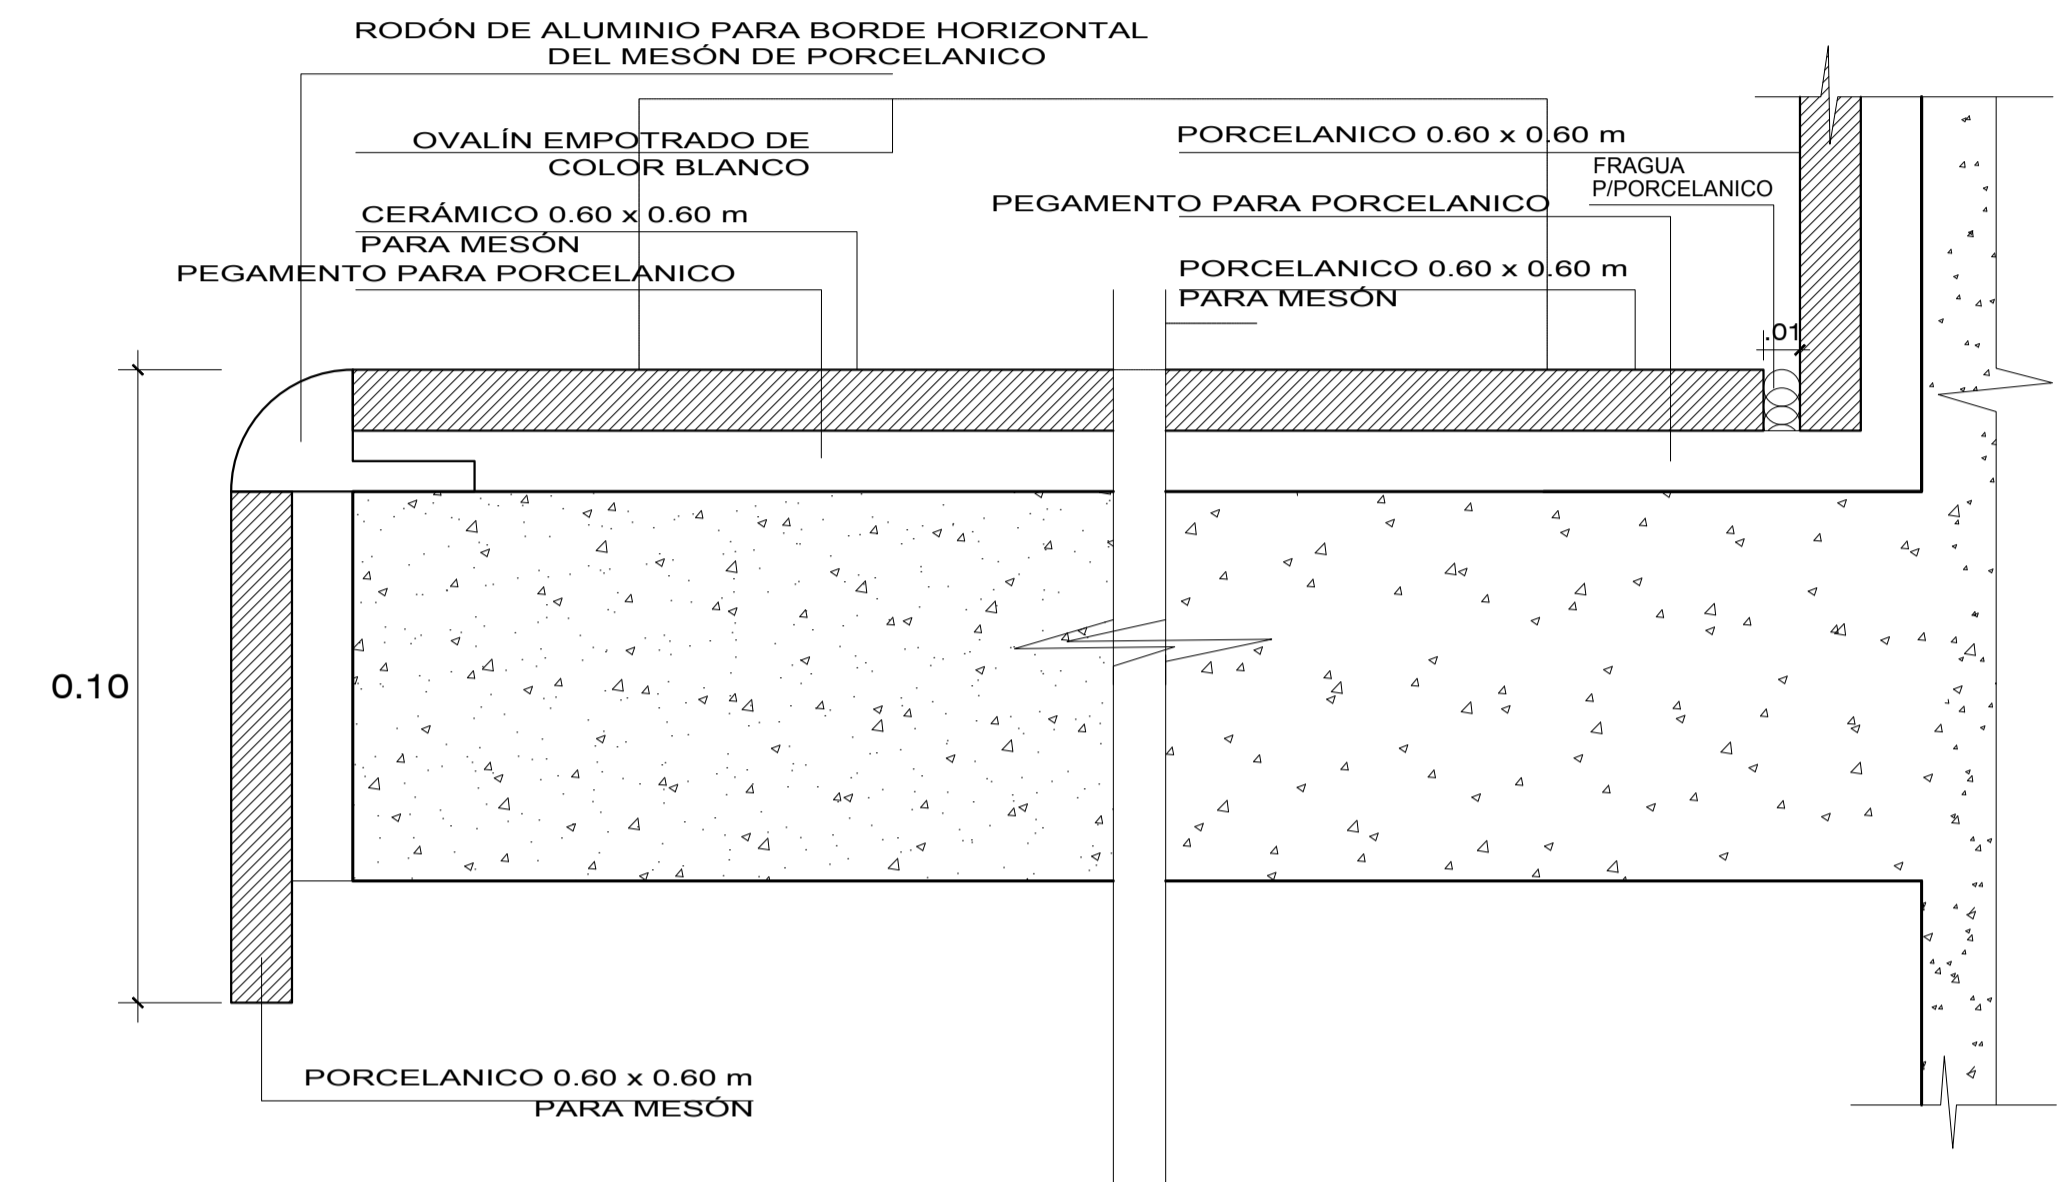 RODÓN DE ALUMINIO PARA BORDE HORIZONTAL
DEL MESÓN DE PORCELANICO
OVALÍN EMPOTRADO DE
COLOR BLANCO
CERÁMICO 0.60 x 0.60 m
PARA MESÓN
PEGAMENTO PARA PORCELANICO
PORCELANICO 0.60 x 0.60 m
FRAGUA
P/PORCELANICO
PEGAMENTO PARA PORCELANICO
PORCELANICO 0.60 x 0.60 m
PARA MESÓN
.01
0.10
PORCELANICO 0.60 x 0.60 m
PARA MESÓN